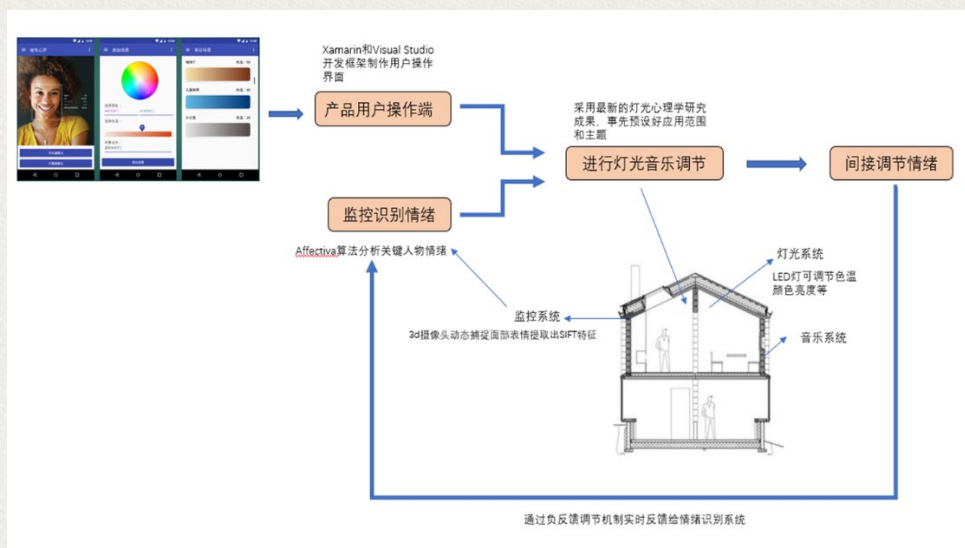 Xamarin和Visual Studio
开发框架制作用户操作
界面
产品用户操作端
采用最新的灯光心理学研究
成果、事先预设好应用范围
和主题
进行灯光音乐调节
间接调节情绪
监控识别情绪
Affectiva算法分析关键人物情绪
灯光系统
LED灯可调节色温
颜色亮度等
监控系统
3d摄像头动态捕捉面部表情提取出SIFT特征
音乐系统
通过负反馈调节机制实时反馈给情绪识别系统